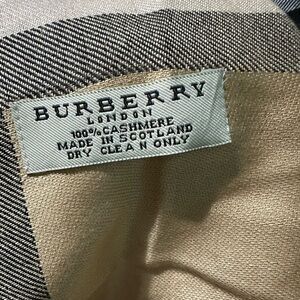 BURBERRY
LONDON
100% CASHMERE
MADE IN SCOTLAND
DRY CLEAN ONLY